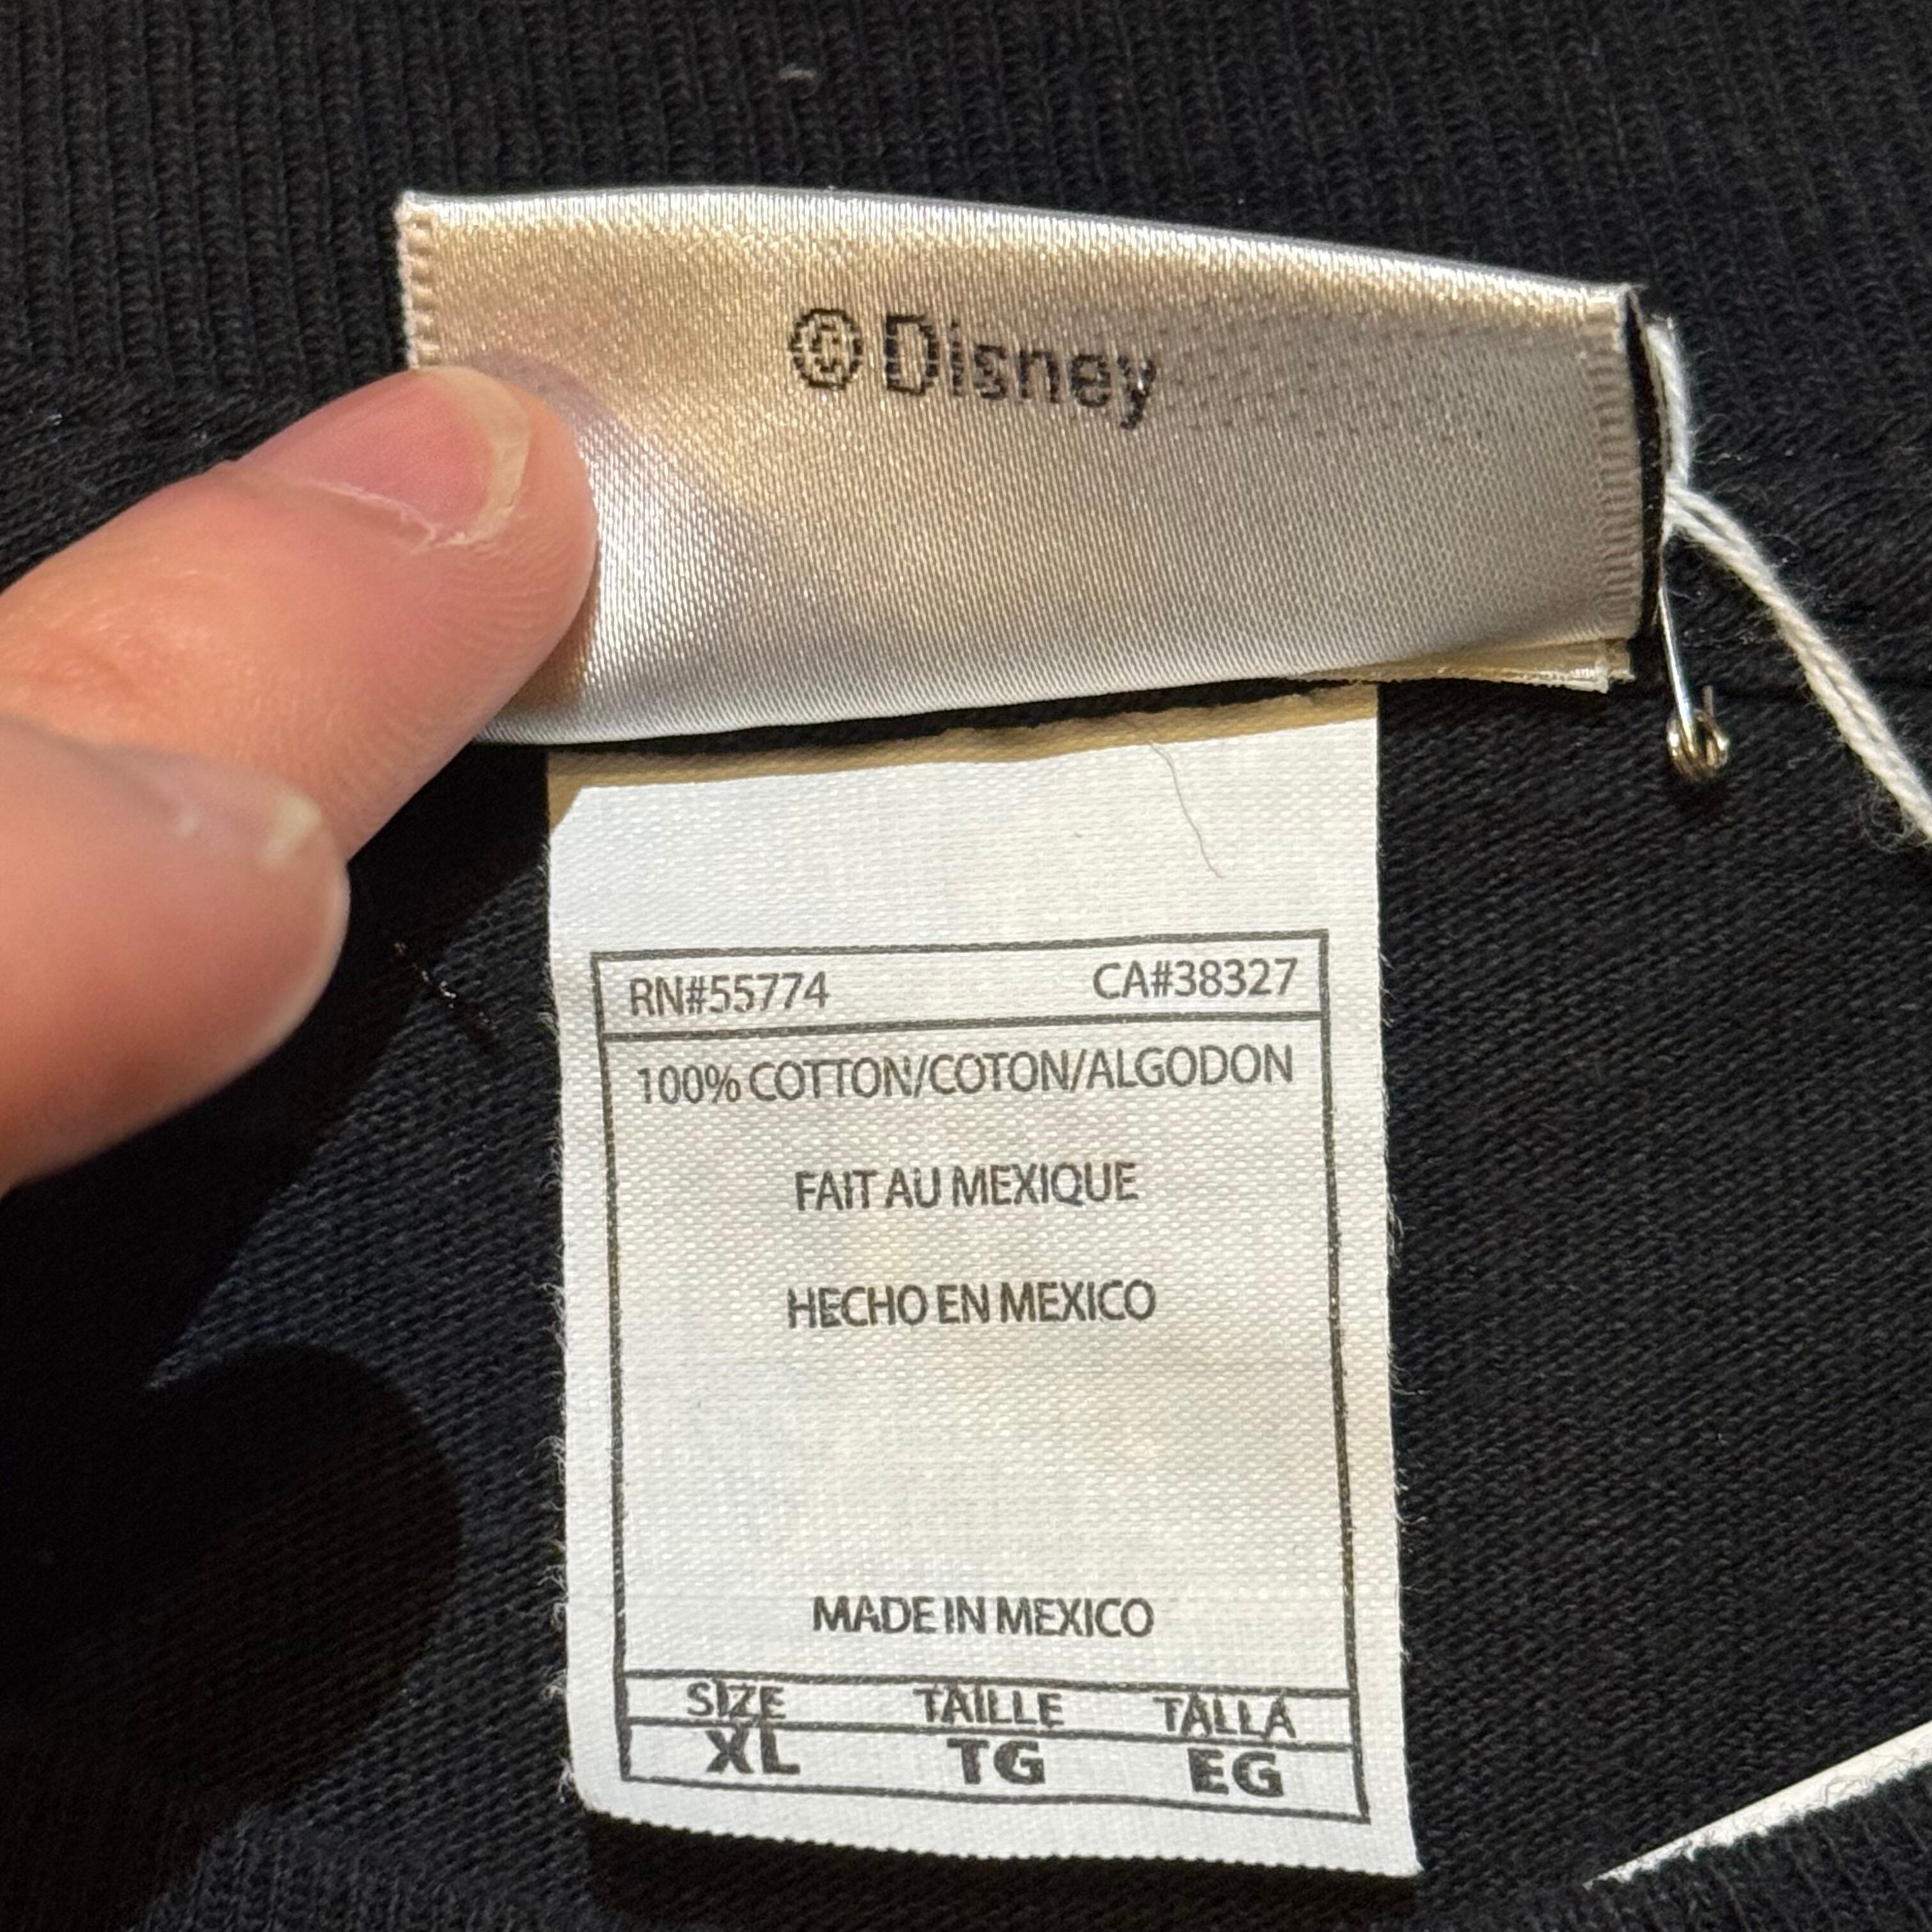 ©Disney
RN#55774 CA#38327
100% COTTON/COTON/ALGODON
FAIT AU MEXIQUE
HECHO EN MEXICO
MADE IN MEXICO
SIZE TAILLE TALLA
XL TG EG